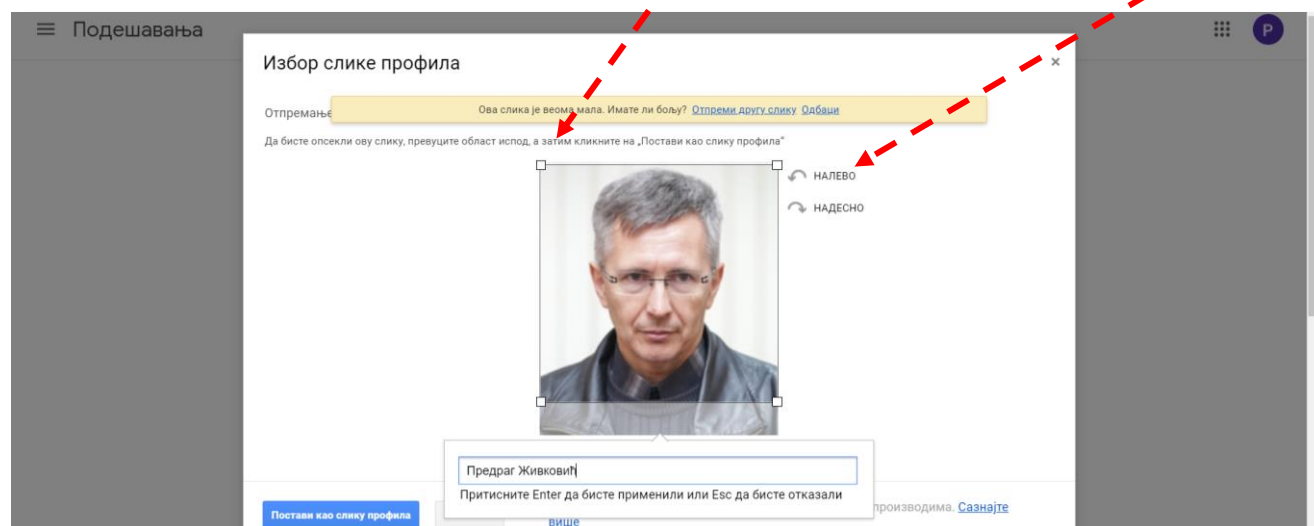 Подешавања
P
Избор слике профила
×
Отпремање
Ова слика је веома мала. Имате ли бољу? Отпреми другу слику Одбаци
Да бисте опсекли ову слику, превуците област испод, а затим кликните на „Постави као слику профила“
НАЛЕВО
НАДЕСНО
Предраг Живковић
Притисните Enter да бисте применили или Esc да бисте отказали
Постави као слику профила
производима. Сазнајте
више